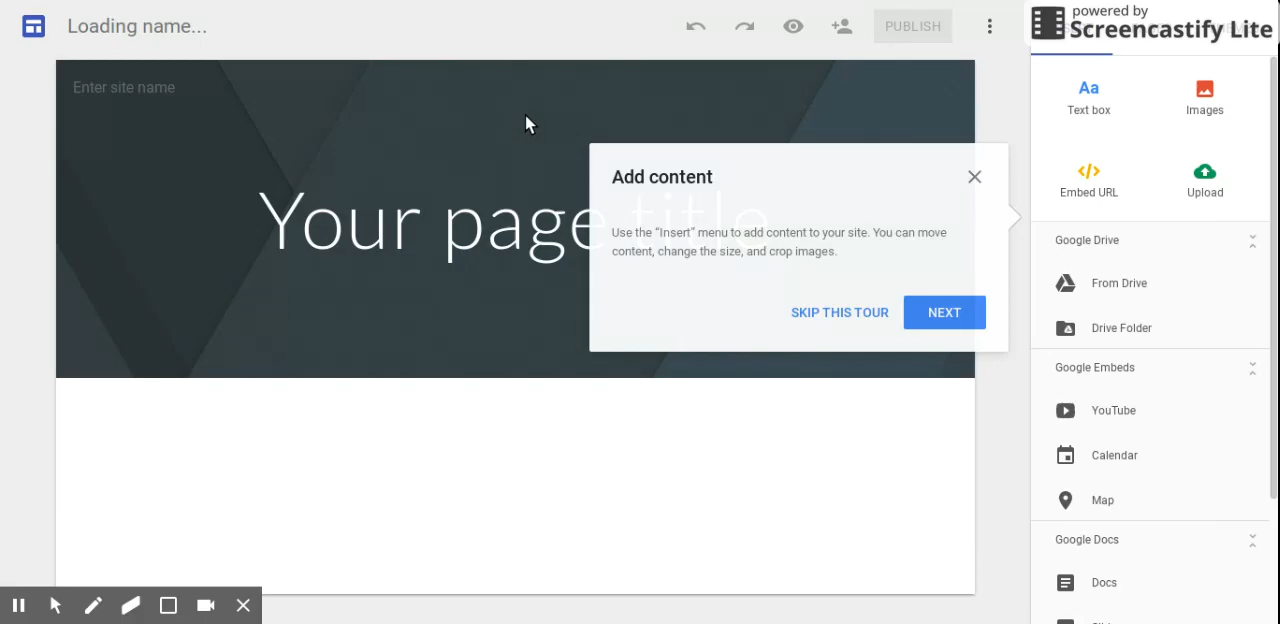 Loading name...
PUBLISH
powered by
Screencastify Lite
Enter site name
Your page title
Add content
Use the “Insert” menu to add content to your site. You can move
content, change the size, and crop images.
SKIP THIS TOUR
NEXT
Aa
Text box
Images
Embed URL
Upload
Google Drive
From Drive
Drive Folder
Google Embeds
YouTube
Calendar
Map
Google Docs
Docs